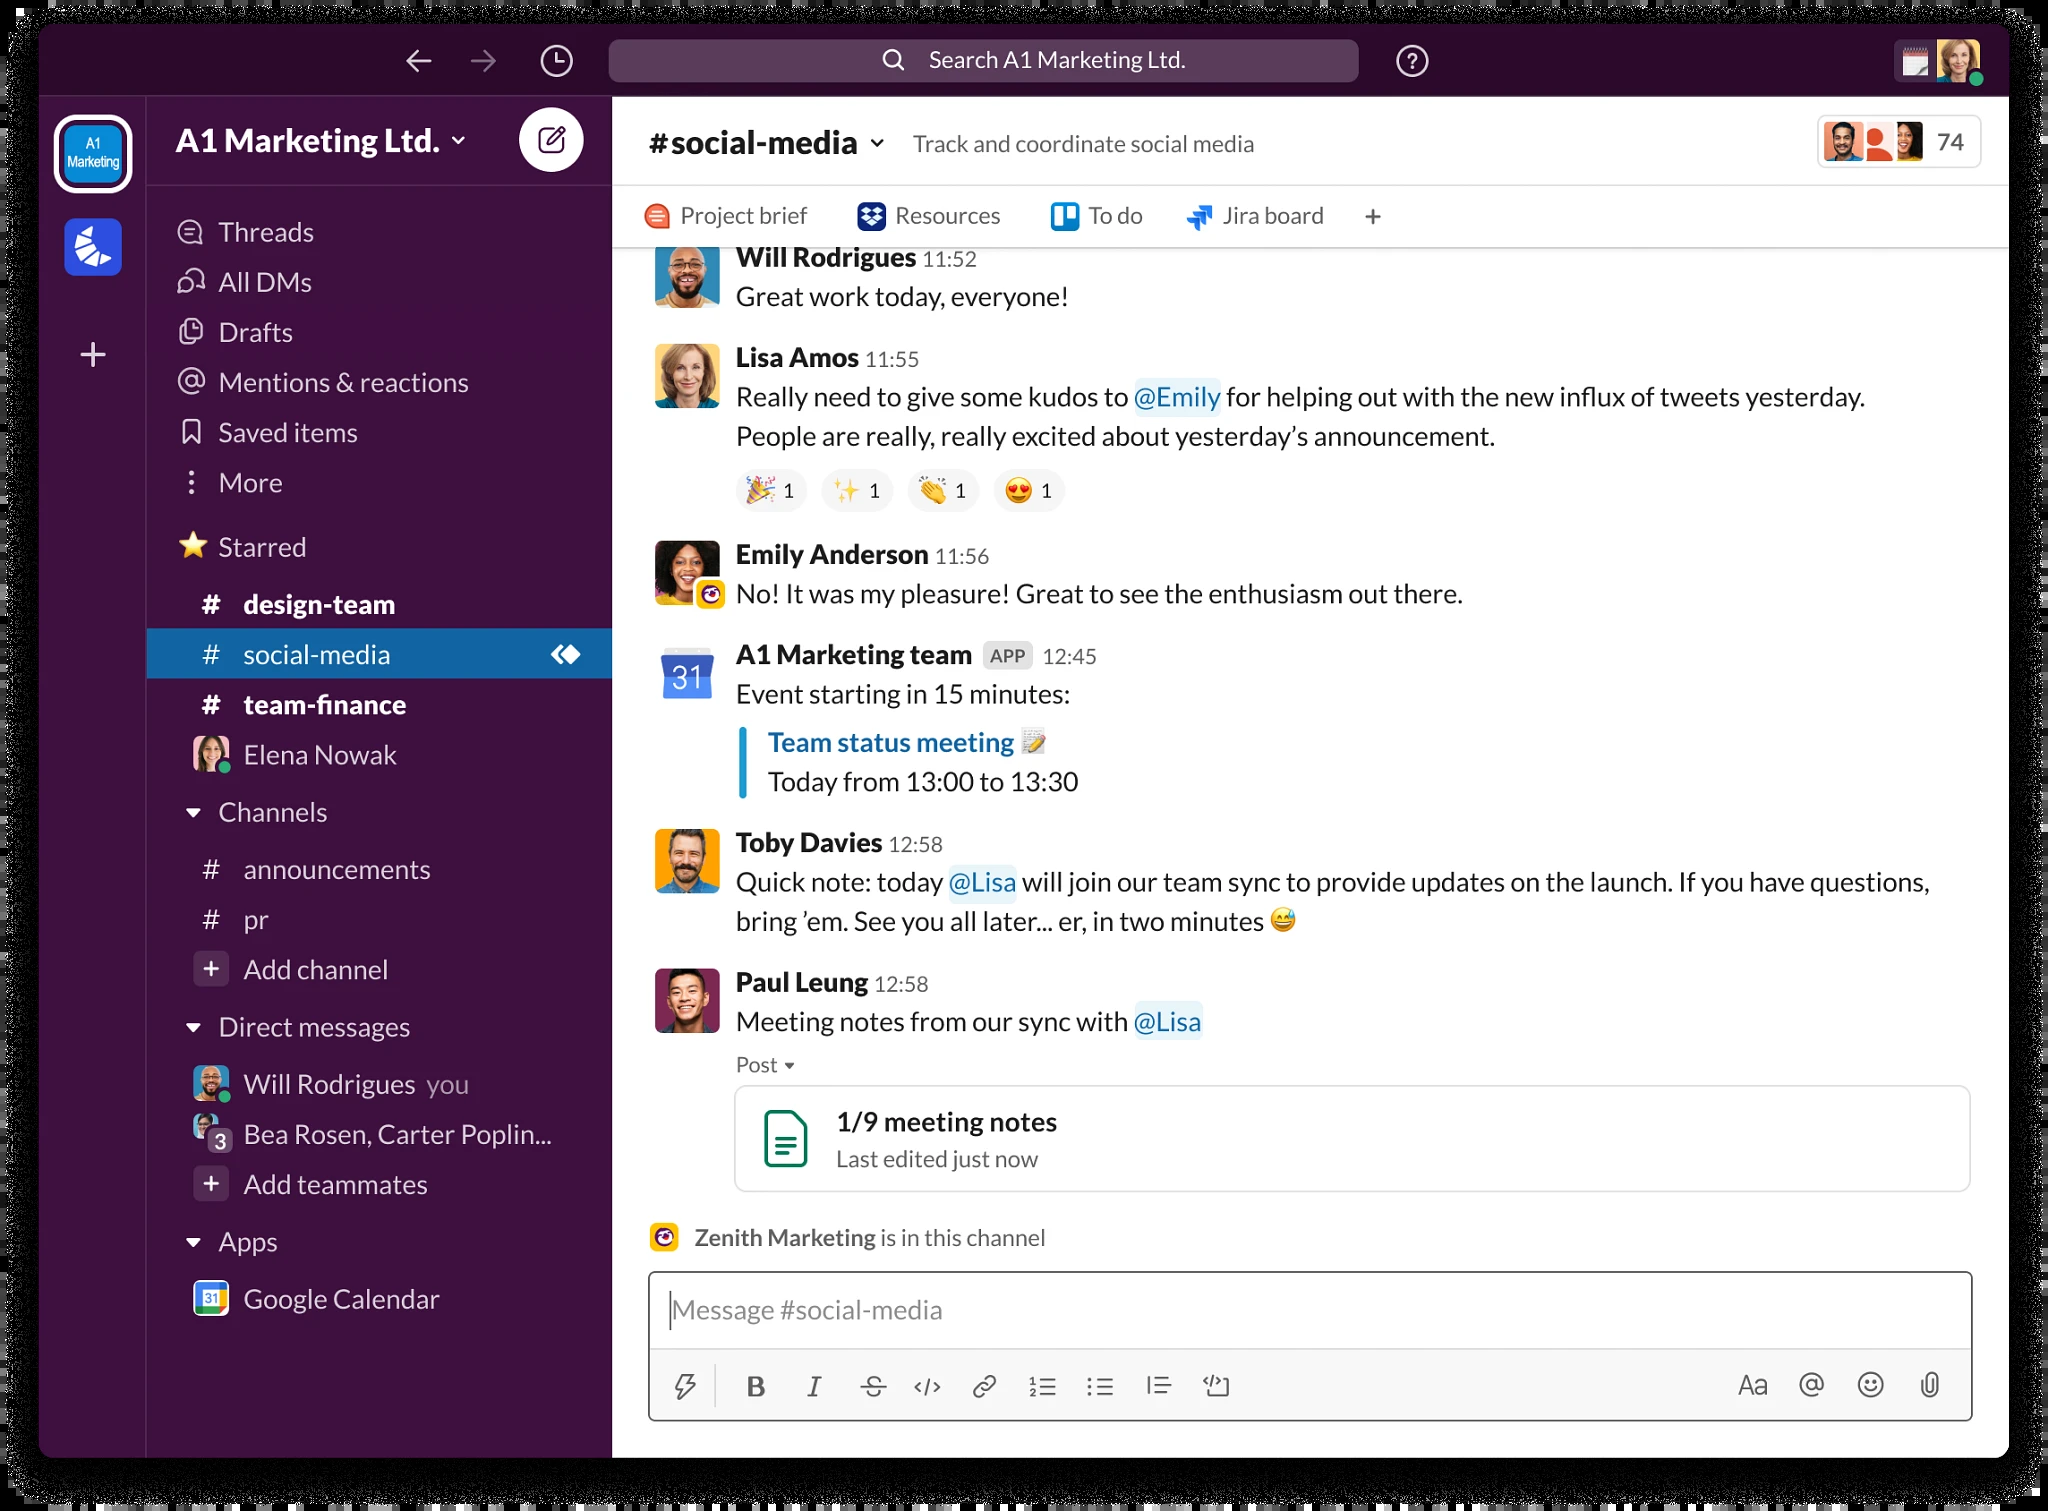 Search A1 Marketing Ltd.
A1
Marketing
A1 Marketing Ltd.
Threads
All DMs
Drafts
Mentions & reactions
Saved items
More
Starred
# design-team
# social-media
# team-finance
Elena Nowak
Channels
# announcements
# pr
+ Add channel
Direct messages
Will Rodrigues you
3 Bea Rosen, Carter Poplin...
+ Add teammates
Apps
31 Google Calendar
#social-media Track and coordinate social media 74
Project brief Resources To do Jira board +
Will Rodrigues 11:52
Great work today, everyone!
Lisa Amos 11:55
Really need to give some kudos to @Emily for helping out with the new influx of tweets yesterday.
People are really, really excited about yesterday’s announcement.
🎉 1 ✨ 1 👏 1 😍 1
Emily Anderson 11:56
No! It was my pleasure! Great to see the enthusiasm out there.
31
A1 Marketing team APP 12:45
Event starting in 15 minutes:
Team status meeting 📝
Today from 13:00 to 13:30
Toby Davies 12:58
Quick note: today @Lisa will join our team sync to provide updates on the launch. If you have questions,
bring ’em. See you all later... er, in two minutes 😅
Paul Leung 12:58
Meeting notes from our sync with @Lisa
Post
1/9 meeting notes
Last edited just now
Zenith Marketing is in this channel
Message #social-media
B I S </> Aa @